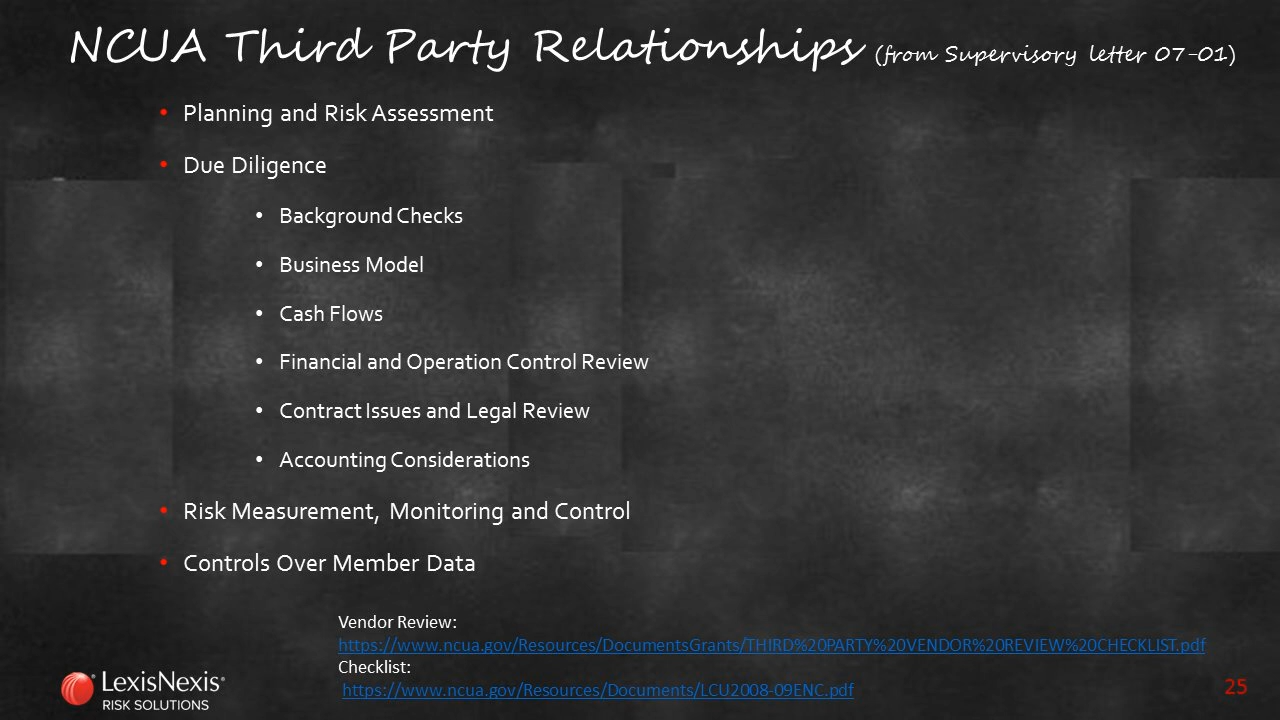 NCUA Third Party Relationships (from Supervisory letter 07-01)
• Planning and Risk Assessment
• Due Diligence
• Background Checks
• Business Model
• Cash Flows
• Financial and Operation Control Review
• Contract Issues and Legal Review
• Accounting Considerations
• Risk Measurement, Monitoring and Control
• Controls Over Member Data
Vendor Review:
https://www.ncua.gov/Resources/DocumentsGrants/THIRD%20PARTY%20VENDOR%20REVIEW%20CHECKLIST.pdf
Checklist:
https://www.ncua.gov/Resources/Documents/LCU2008-09ENC.pdf
LexisNexis®
RISK SOLUTIONS
25